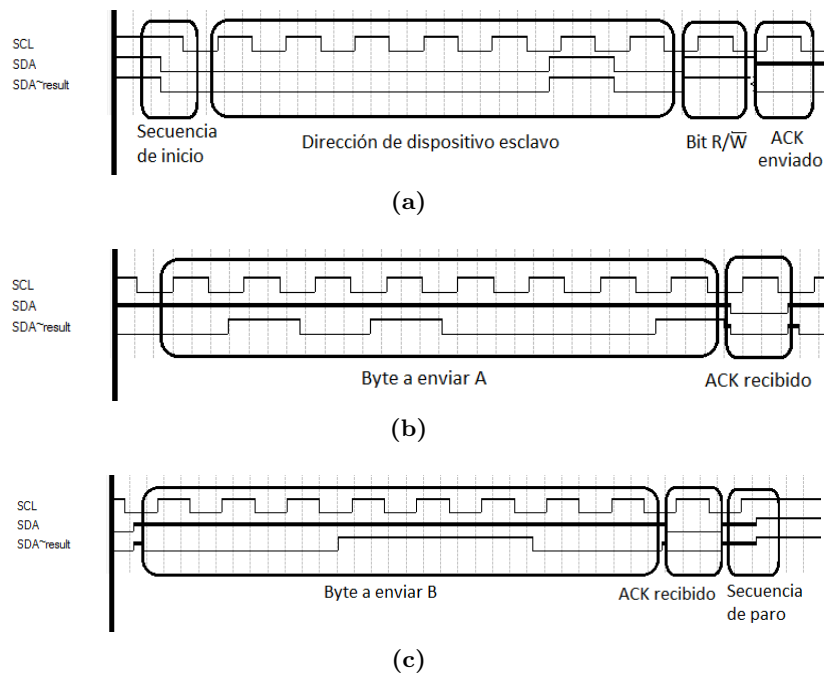 SCL
SDA
SDA~result
Secuencia
de inicio
Dirección de dispositivo esclavo
Bit R/W̅
ACK
enviado
(a)
SCL
SDA
SDA~result
Byte a enviar A
ACK recibido
(b)
SCL
SDA
SDA~result
Byte a enviar B
ACK recibido
Secuencia
de paro
(c)